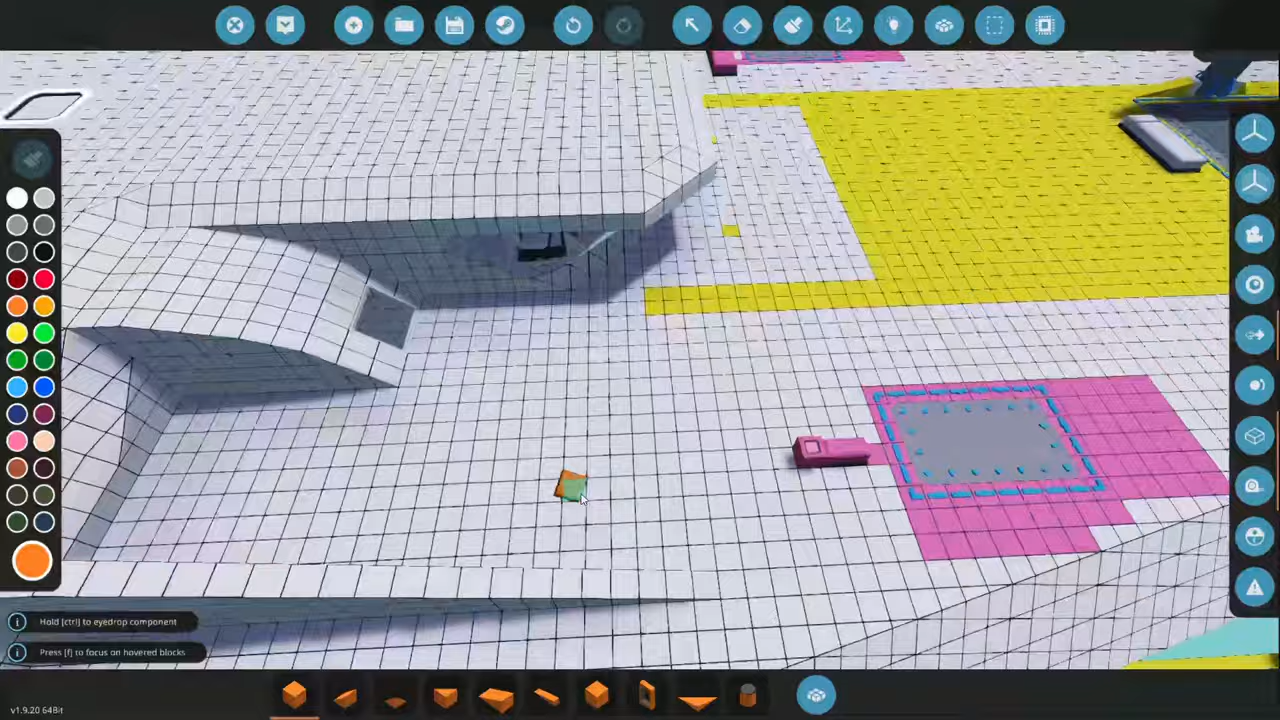 Hold [ctrl] to eyedrop component
Press [f] to focus on hovered blocks
v1.9.20 64Bit